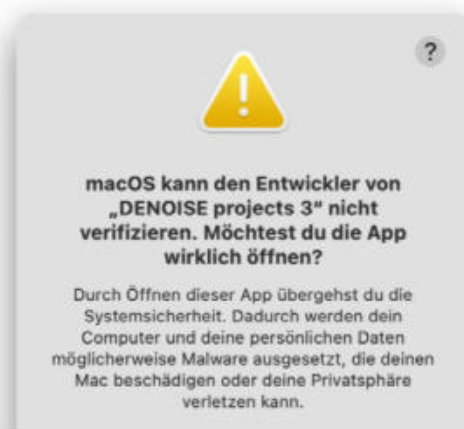 ?
macOS kann den Entwickler von
„DENOISE projects 3“ nicht
verifizieren. Möchtest du die App
wirklich öffnen?
Durch Öffnen dieser App übergehst du die
Systemsicherheit. Dadurch werden dein
Computer und deine persönlichen Daten
möglicherweise Malware ausgesetzt, die deinen
Mac beschädigen oder deine Privatsphäre
verletzen kann.